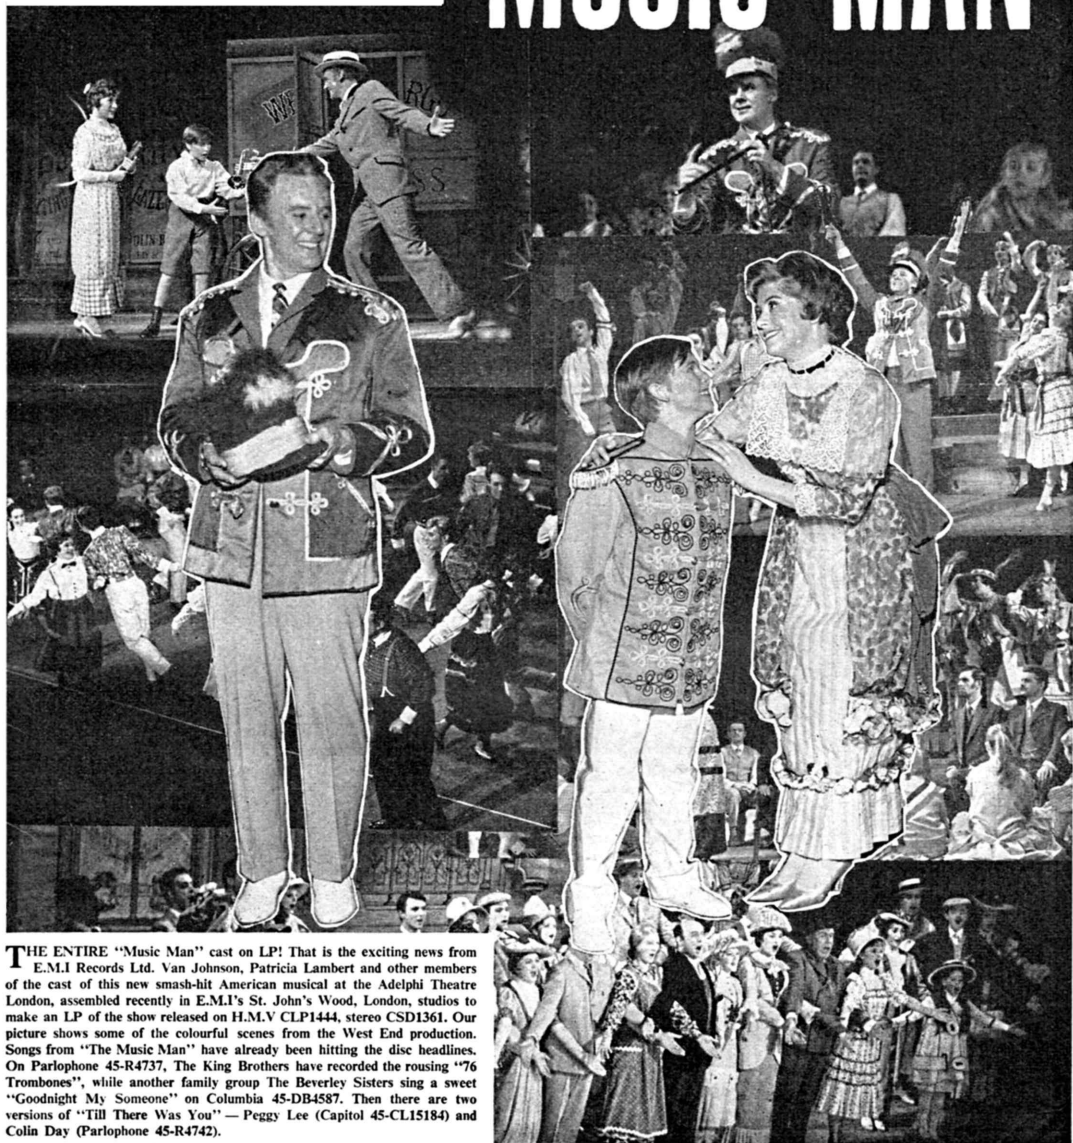 MUSIC MAN
THE ENTIRE “Music Man” cast on LP! That is the exciting news from
E.M.I Records Ltd. Van Johnson, Patricia Lambert and other members
of the cast of this new smash-hit American musical at the Adelphi Theatre
London, assembled recently in E.M.I's St. John's Wood, London, studios to
make an LP of the show released on H.M.V CLP1444, stereo CSD1361. Our
picture shows some of the colourful scenes from the West End production.
Songs from “The Music Man” have already been hitting the disc headlines.
On Parlophone 45-R4737, The King Brothers have recorded the rousing “76
Trombones”, while another family group The Beverley Sisters sing a sweet
“Goodnight My Someone” on Columbia 45-DB4587. Then there are two
versions of “Till There Was You” — Peggy Lee (Capitol 45-CL15184) and
Colin Day (Parlophone 45-R4742).